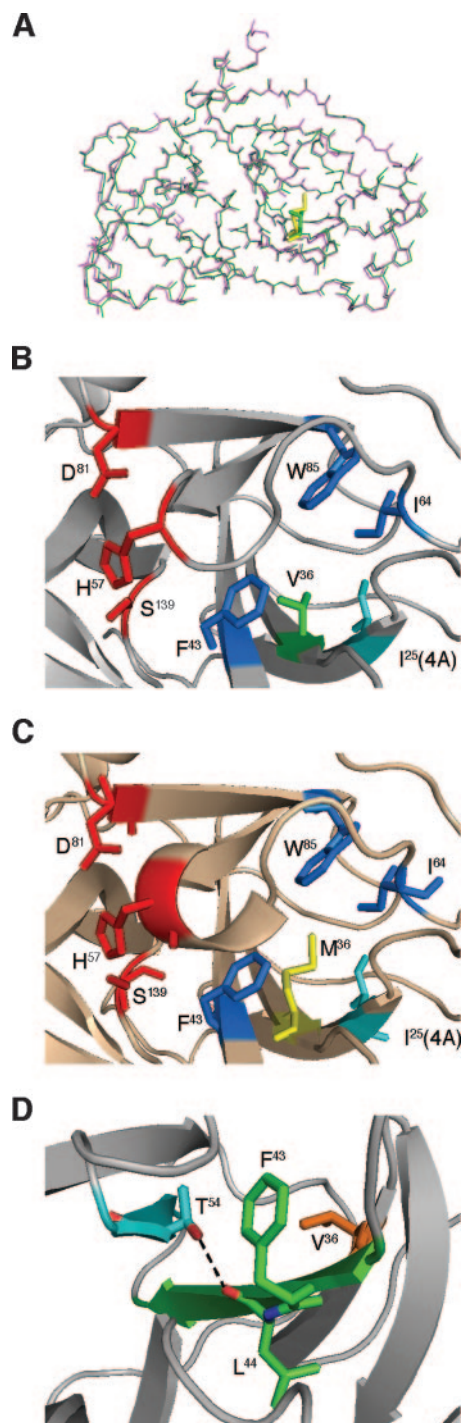 A
B
D⁸¹
W⁸⁵
I⁶⁴
H⁵⁷
V³⁶
S¹³⁹
F⁴³
I²⁵(4A)
C
D⁸¹
W⁸⁵
I⁶⁴
H⁵⁷
M³⁶
S¹³⁹
F⁴³
I²⁵(4A)
D
F⁴³
T⁵⁴
V³⁶
L⁴⁴